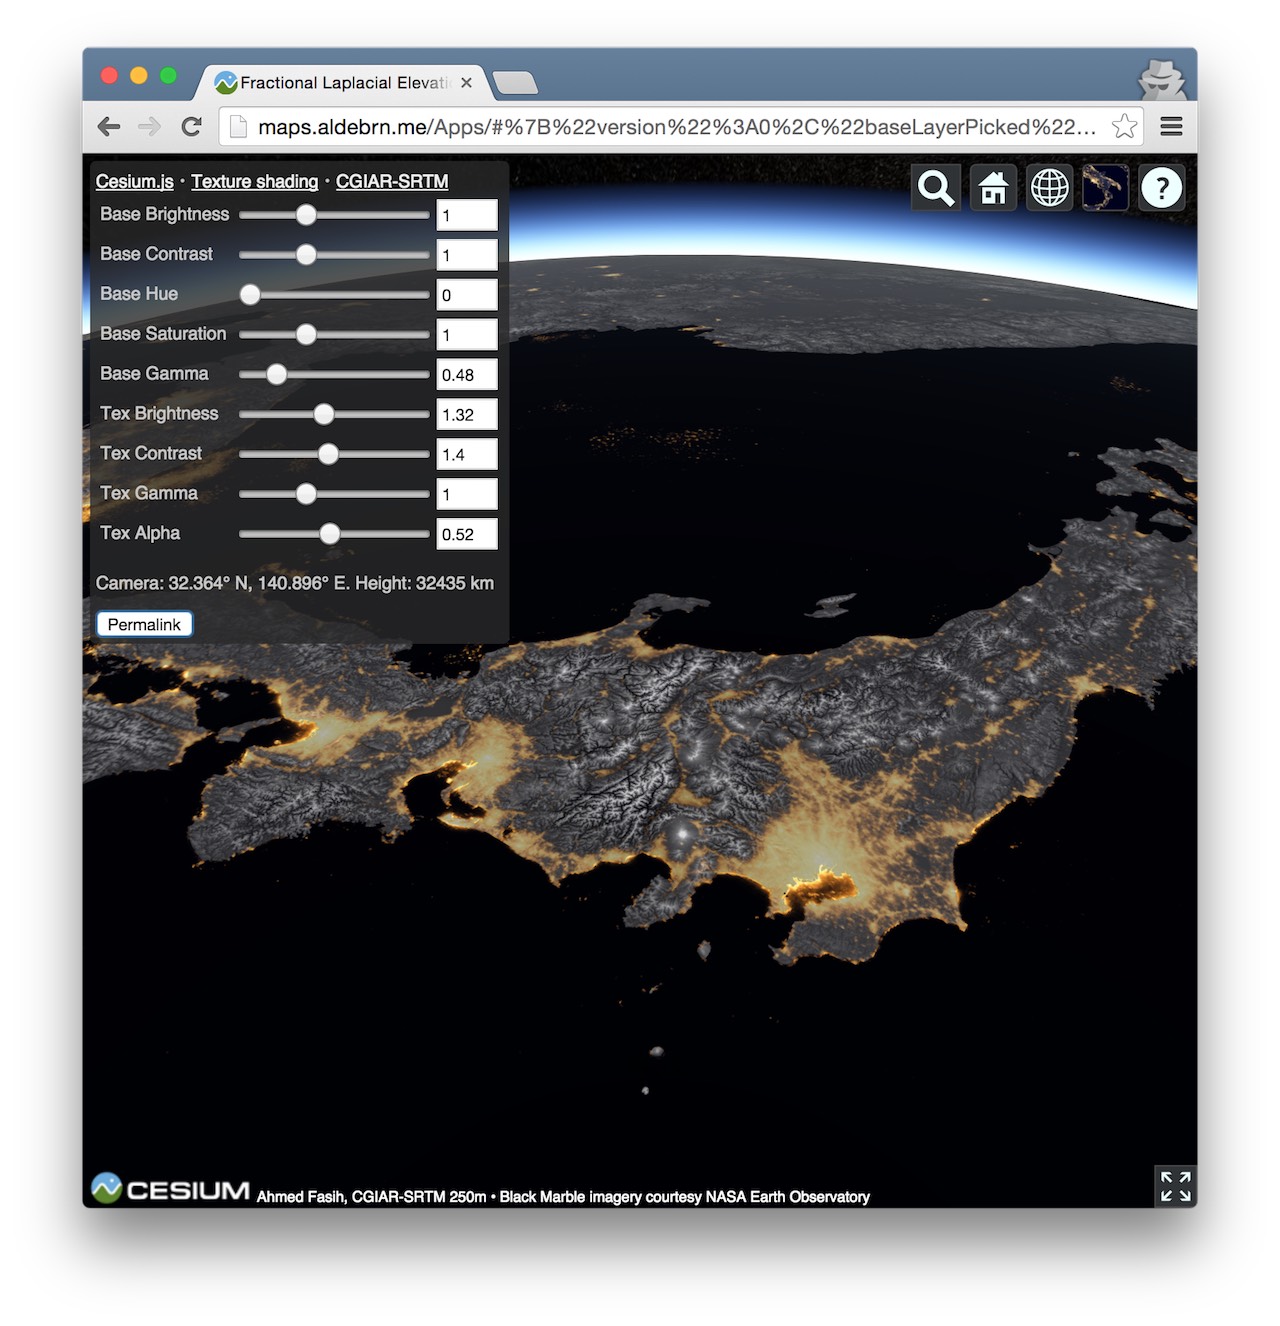 Fractional Laplacial Elevati
maps.aldebrn.me/Apps/#%7B%22version%22%3A0%2C%22baseLayerPicked%22...
Cesium.js • Texture shading • CGIAR-SRTM
Base Brightness 1
Base Contrast 1
Base Hue 0
Base Saturation 1
Base Gamma 0.48
Tex Brightness 1.32
Tex Contrast 1.4
Tex Gamma 1
Tex Alpha 0.52
Camera: 32.364° N, 140.896° E. Height: 32435 km
Permalink
CESIUM Ahmed Fasih, CGIAR-SRTM 250m • Black Marble imagery courtesy NASA Earth Observatory